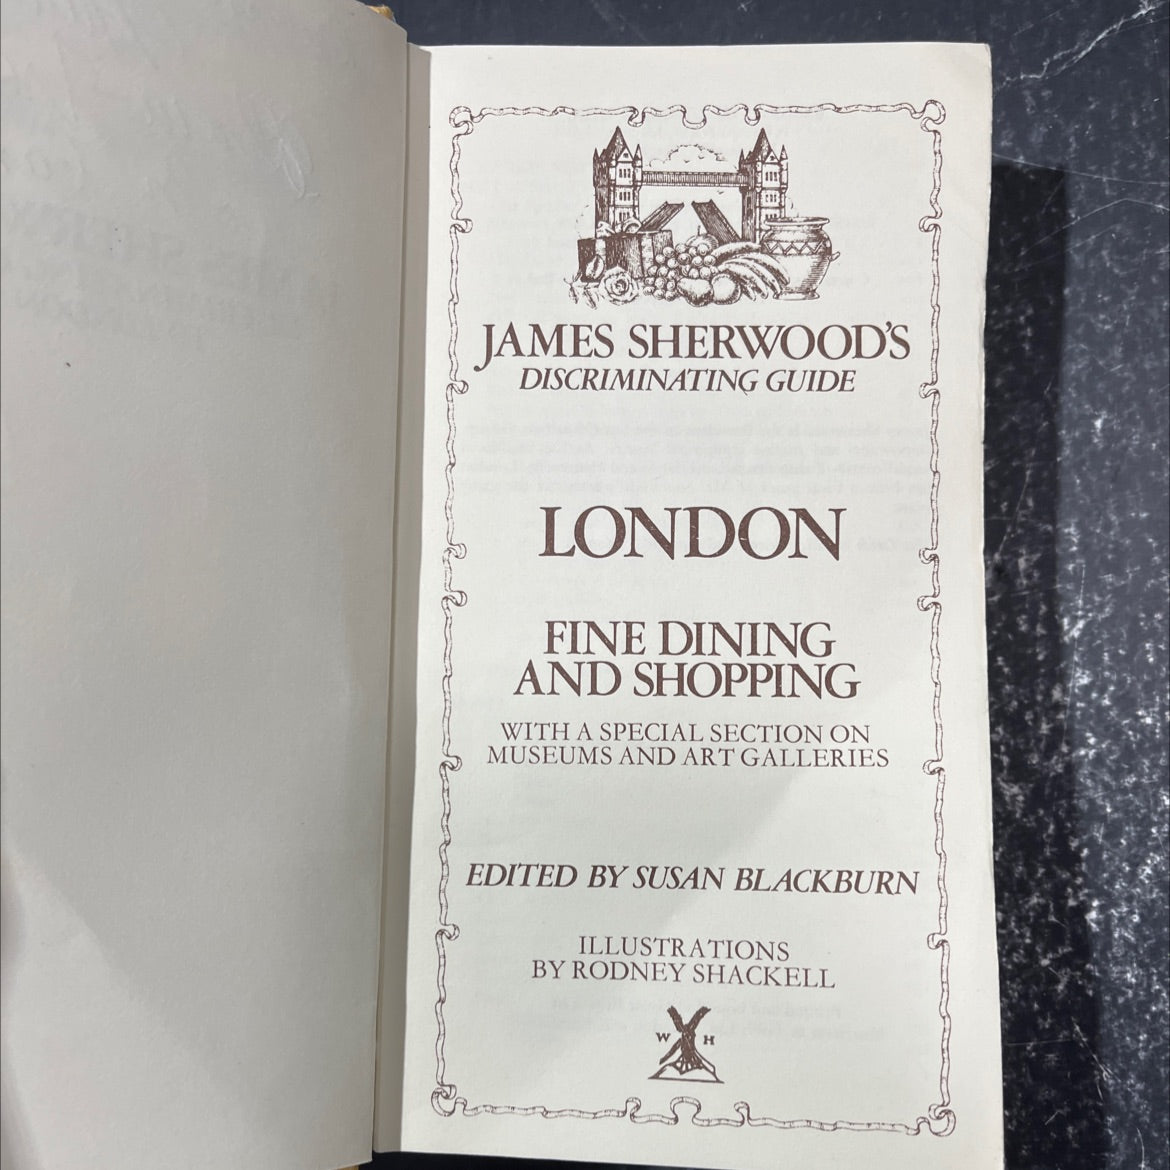 JAMES SHERWOOD'S
DISCRIMINATING GUIDE
LONDON
FINE DINING
AND SHOPPING
WITH A SPECIAL SECTION ON
MUSEUMS AND ART GALLERIES
EDITED BY SUSAN BLACKBURN
ILLUSTRATIONS
BY RODNEY SHACKELL
W H